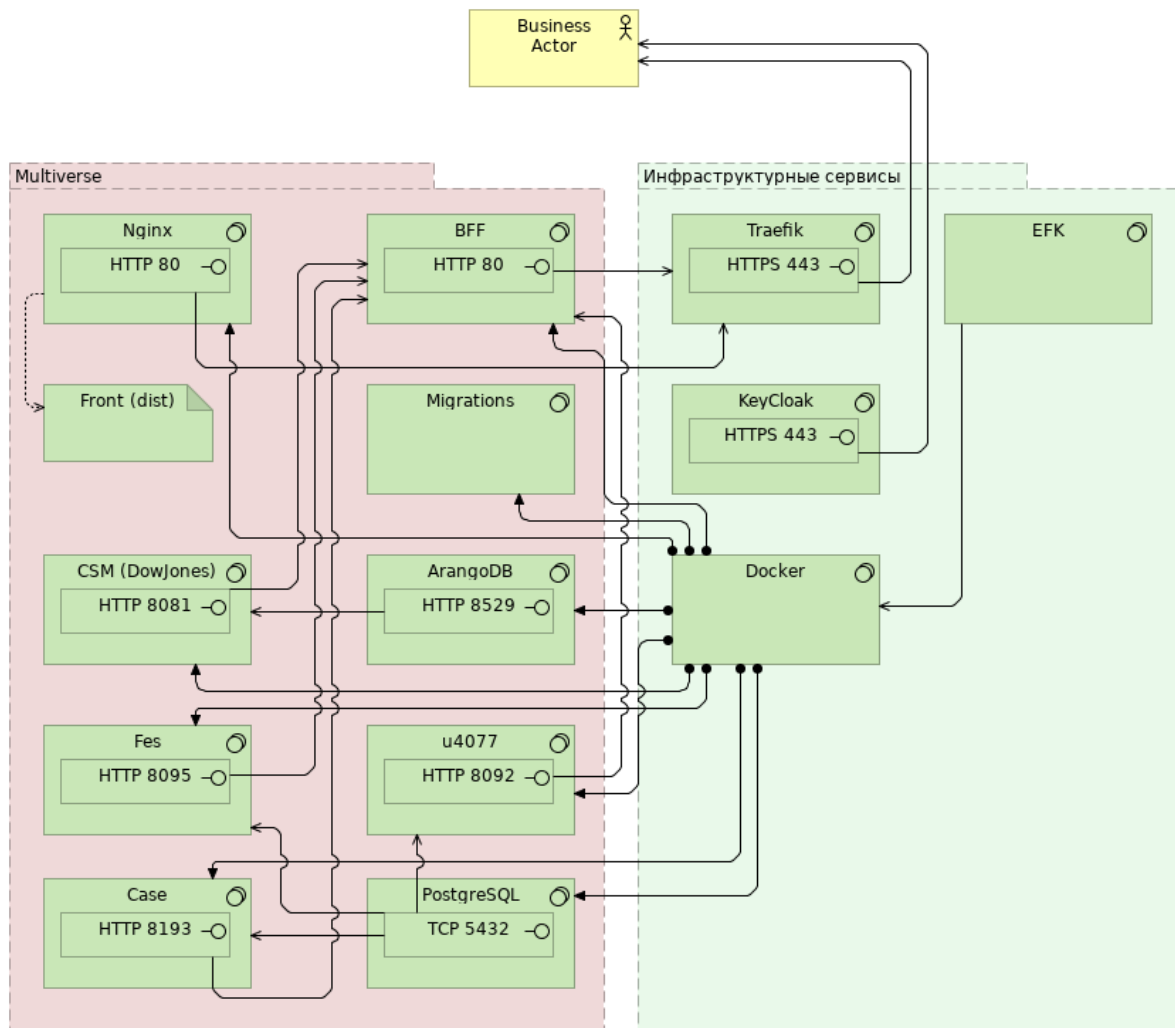 Business
Actor
Multiverse
Инфраструктурные сервисы
Nginx
HTTP 80
BFF
HTTP 80
Traefik
HTTPS 443
EFK
Front (dist)
Migrations
KeyCloak
HTTPS 443
CSM (DowJones)
HTTP 8081
ArangoDB
HTTP 8529
Docker
Fes
HTTP 8095
u4077
HTTP 8092
Case
HTTP 8193
PostgreSQL
TCP 5432